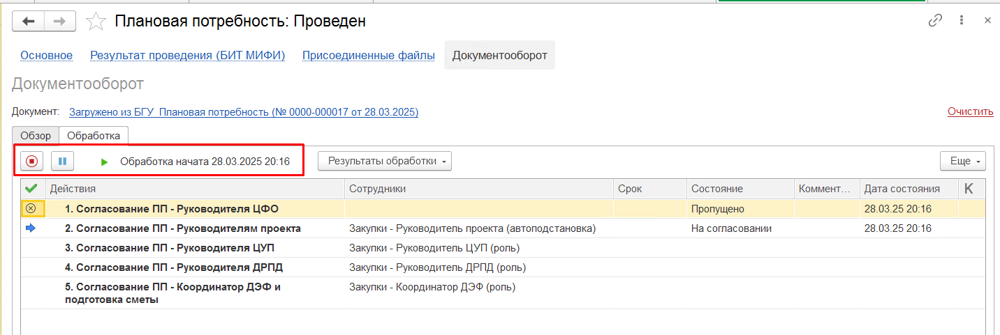 Плановая потребность: Проведен
Основное Результат проведения (БИТ МИФИ) Присоединенные файлы Документооборот
Документооборот
Документ: Загружено из БГУ Плановая потребность (№ 0000-000017 от 28.03.2025) Очистить
Обзор Обработка
Обработка начата 28.03.2025 20:16 Результаты обработки Еще
Действия Сотрудники Срок Состояние Коммент... Дата состояния К
1. Согласование ПП - Руководителя ЦФО Пропущено 28.03.25 20:16
2. Согласование ПП - Руководителям проекта Закупки - Руководитель проекта (автоподстановка) На согласовании 28.03.25 20:16
3. Согласование ПП - Руководителя ЦУП Закупки - Руководитель ЦУП (роль)
4. Согласование ПП - Руководителя ДРПД Закупки - Руководитель ДРПД (роль)
5. Согласование ПП - Координатор ДЭФ и Закупки - Координатор ДЭФ (роль)
подготовка сметы